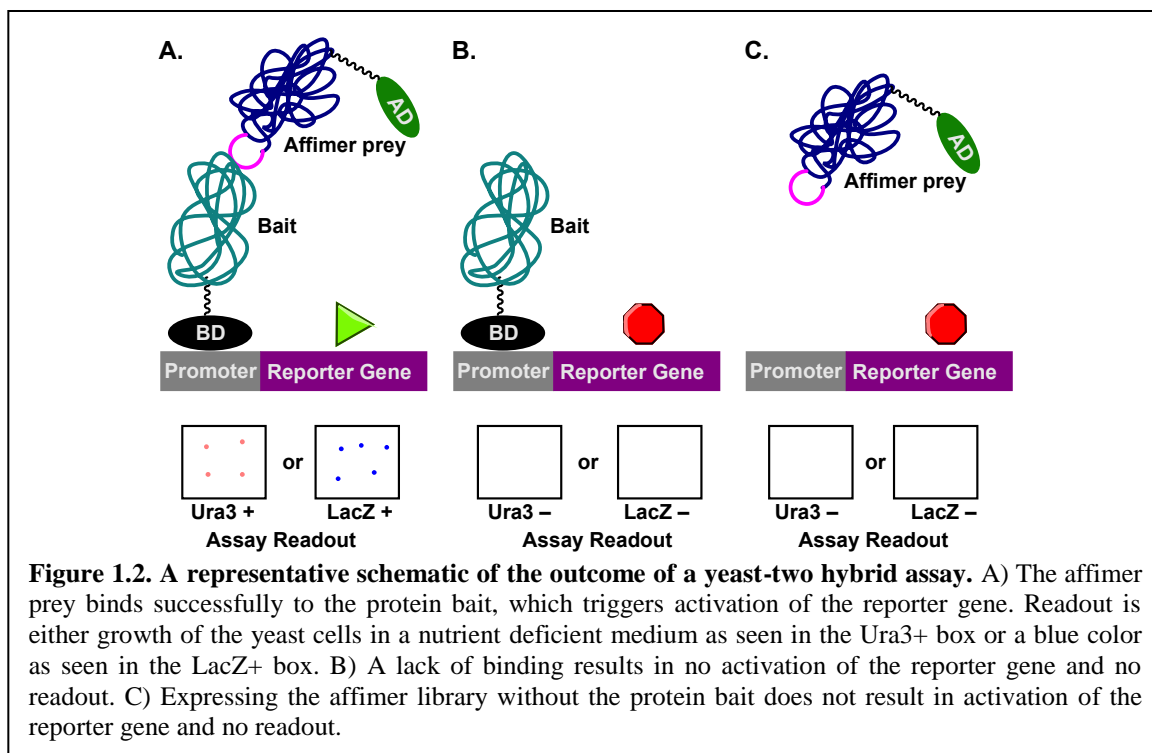 A.
B.
C.
AD
Affimer prey
Bait
BD
Promoter Reporter Gene
Bait
BD
Promoter Reporter Gene
AD
Affimer prey
Promoter Reporter Gene
or
Ura3 + LacZ +
Assay Readout
or
Ura3 – LacZ –
Assay Readout
or
Ura3 – LacZ –
Assay Readout
Figure 1.2. A representative schematic of the outcome of a yeast-two hybrid assay. A) The affimer
prey binds successfully to the protein bait, which triggers activation of the reporter gene. Readout is
either growth of the yeast cells in a nutrient deficient medium as seen in the Ura3+ box or a blue color
as seen in the LacZ+ box. B) A lack of binding results in no activation of the reporter gene and no
readout. C) Expressing the affimer library without the protein bait does not result in activation of the
reporter gene and no readout.